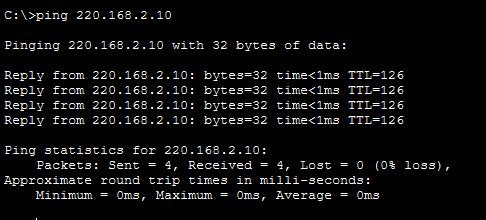 C:\>ping 220.168.2.10
Pinging 220.168.2.10 with 32 bytes of data:
Reply from 220.168.2.10: bytes=32 time<1ms TTL=126
Reply from 220.168.2.10: bytes=32 time<1ms TTL=126
Reply from 220.168.2.10: bytes=32 time<1ms TTL=126
Reply from 220.168.2.10: bytes=32 time<1ms TTL=126
Ping statistics for 220.168.2.10:
Packets: Sent = 4, Received = 4, Lost = 0 (0% loss),
Approximate round trip times in milli-seconds:
Minimum = 0ms, Maximum = 0ms, Average = 0ms